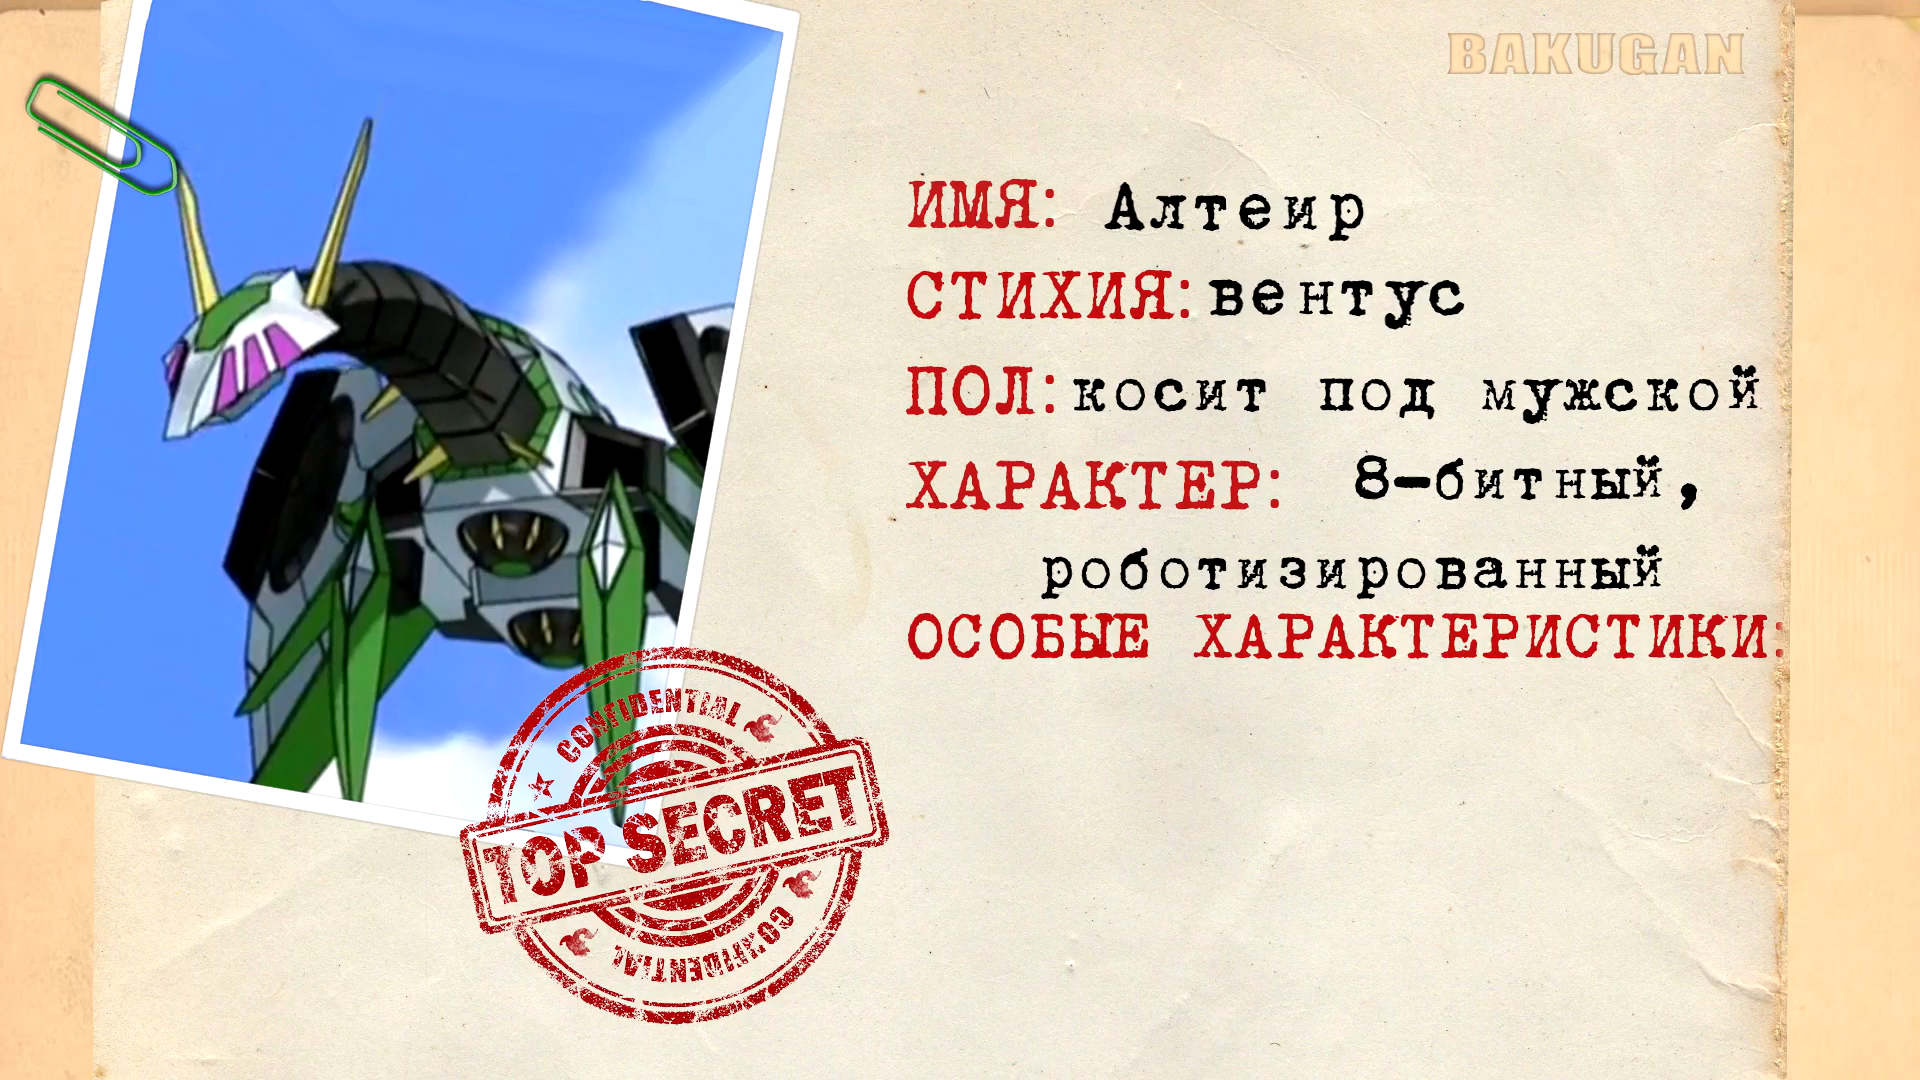 BAKUGAN
ИМЯ: Алтеир
СТИХИЯ: вентус
ПОЛ: косит под мужской
ХАРАКТЕР: 8-битный,
роботизированный
ОСОБЫЕ ХАРАКТЕРИСТИКИ:
CONFIDENTIAL
TOP SECRET
CONFIDENTIAL